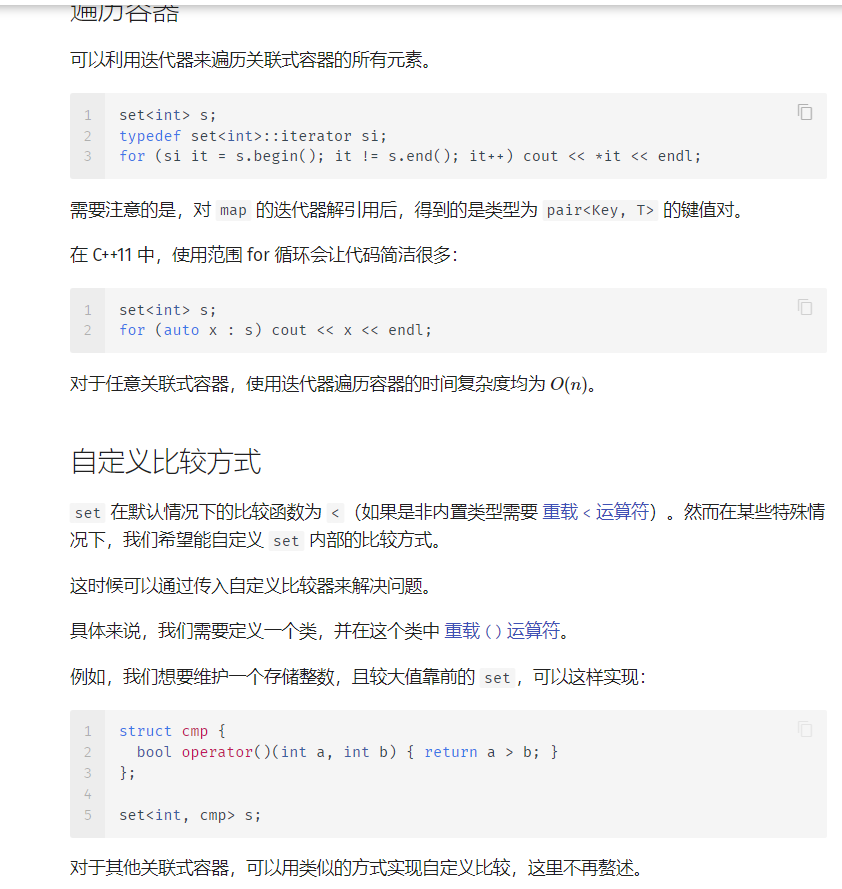 遍历容器
可以利用迭代器来遍历关联式容器的所有元素。
1 set<int> s;
2 typedef set<int>::iterator si;
3 for (si it = s.begin(); it != s.end(); it++) cout << *it << endl;
需要注意的是，对 map 的迭代器解引用后，得到的是类型为 pair<Key, T> 的键值对。
在 C++11 中，使用范围 for 循环会让代码简洁很多：
1 set<int> s;
2 for (auto x : s) cout << x << endl;
对于任意关联式容器，使用迭代器遍历容器的时间复杂度均为 O(n)。
自定义比较方式
set 在默认情况下的比较函数为 <（如果是非内置类型需要 重载 < 运算符）。然而在某些特殊情
况下，我们希望能自定义 set 内部的比较方式。
这时候可以通过传入自定义比较器来解决问题。
具体来说，我们需要定义一个类，并在这个类中 重载 () 运算符。
例如，我们想要维护一个存储整数，且较大值靠前的 set，可以这样实现：
1 struct cmp {
2   bool operator()(int a, int b) { return a > b; }
3 };
4
5 set<int, cmp> s;
对于其他关联式容器，可以用类似的方式实现自定义比较，这里不再赘述。